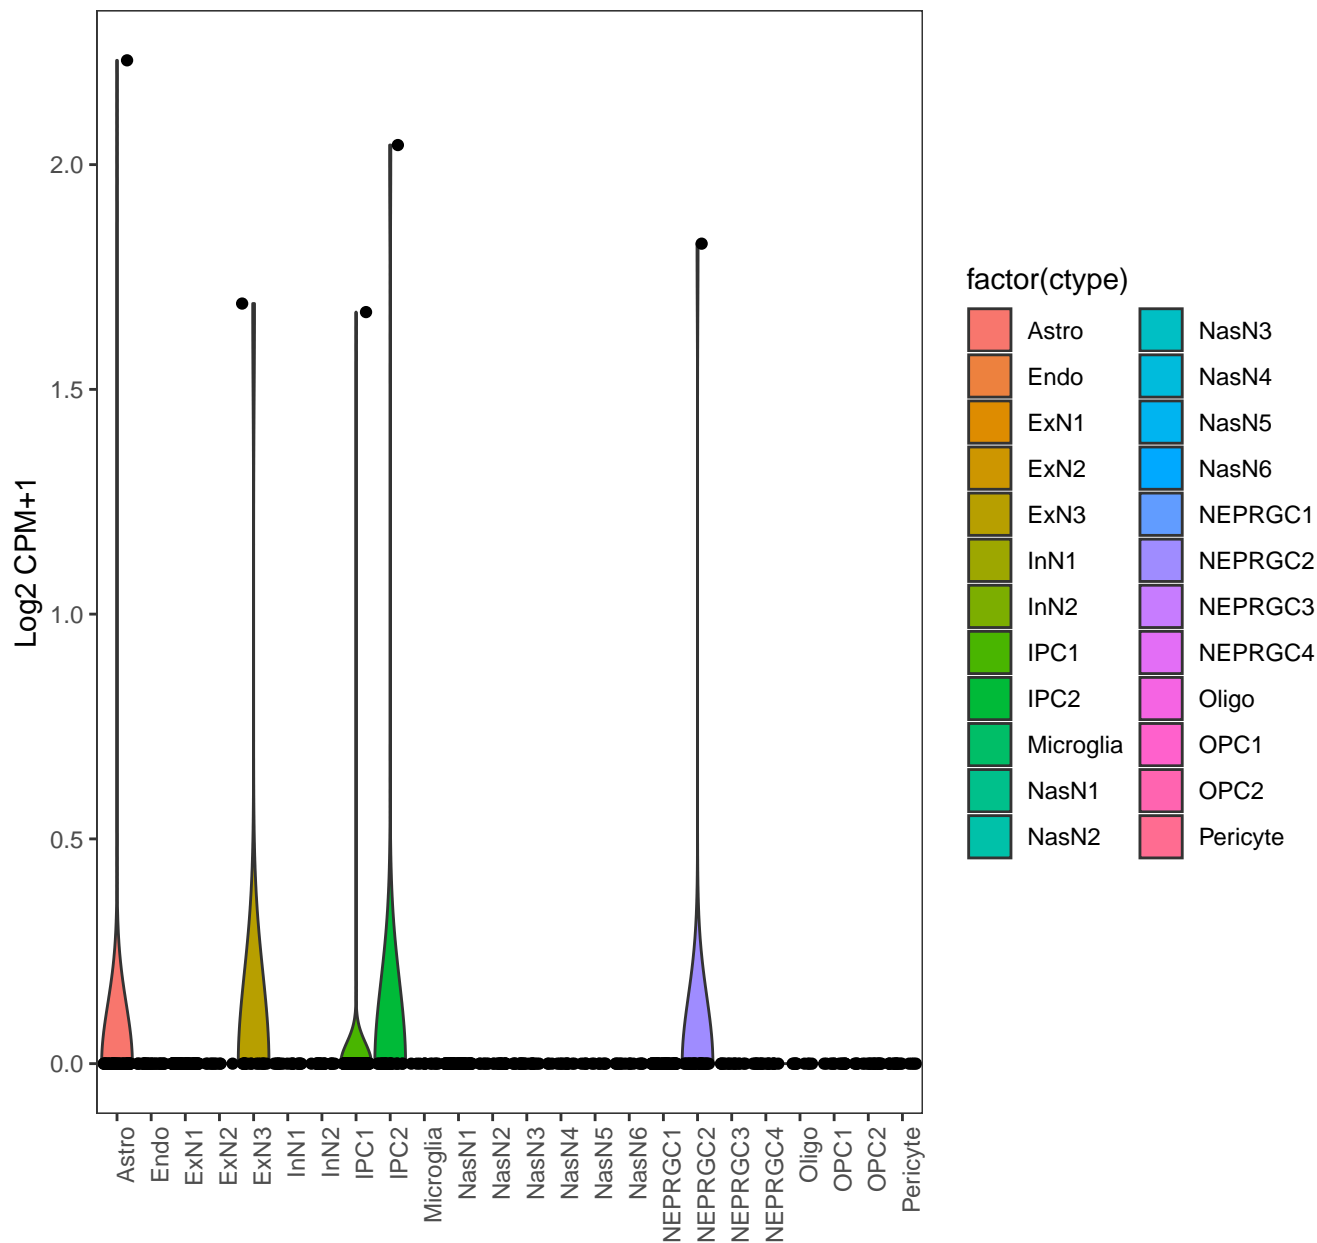 2.0
1.5
1.0
0.5
0.0
Log2 CPM+1
Astro
Endo
ExN1
ExN2
ExN3
InN1
InN2
IPC1
IPC2
Microglia
NasN1
NasN2
NasN3
NasN4
NasN5
NasN6
NEPRGC1
NEPRGC2
NEPRGC3
NEPRGC4
Oligo
OPC1
OPC2
Pericyte
factor(ctype)
Astro
Endo
ExN1
ExN2
ExN3
InN1
InN2
IPC1
IPC2
Microglia
NasN1
NasN2
NasN3
NasN4
NasN5
NasN6
NEPRGC1
NEPRGC2
NEPRGC3
NEPRGC4
Oligo
OPC1
OPC2
Pericyte